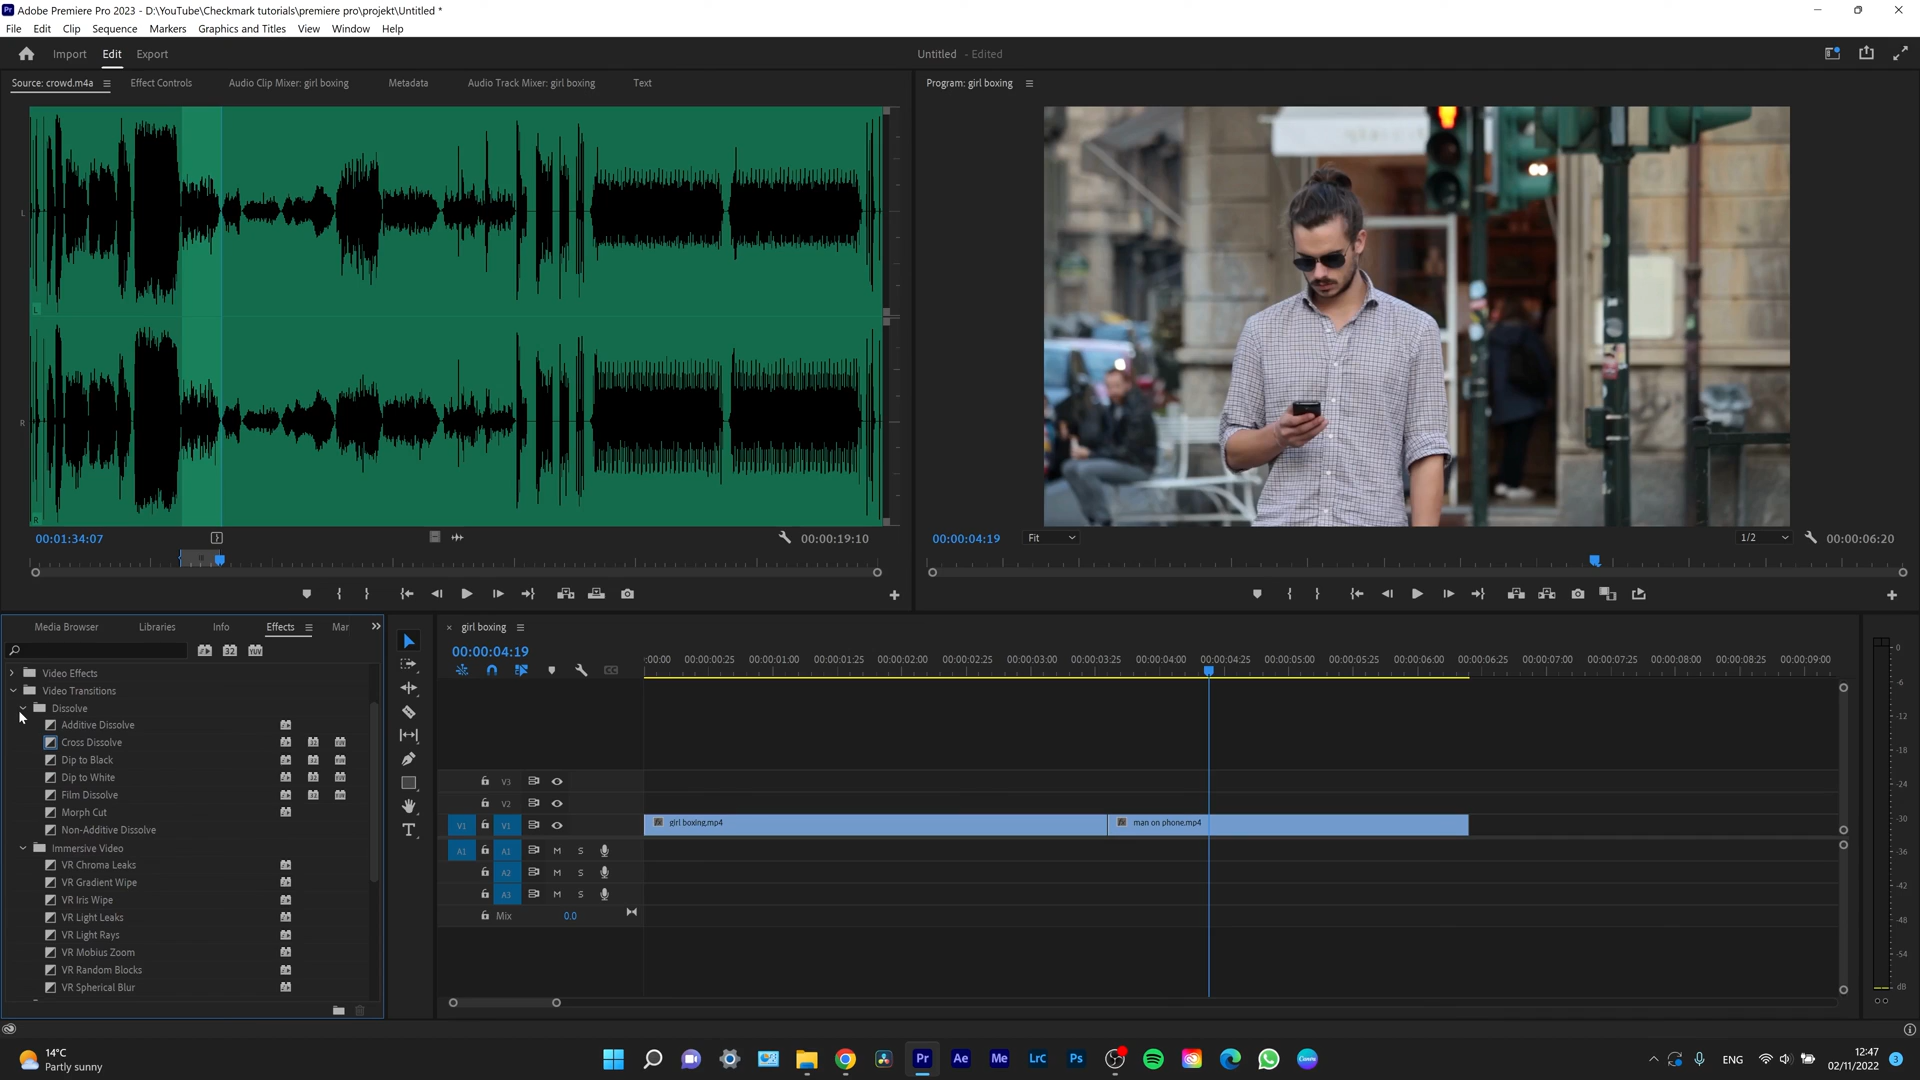 Adobe Premiere Pro 2023 - D:\YouTube\Checkmark tutorials\premiere pro\projekt\Untitled *
File Edit Clip Sequence Markers Graphics and Titles View Window Help
Import Edit Export
Untitled - Edited
Source: crowd.m4a Effect Controls Audio Clip Mixer: girl boxing Metadata Audio Track Mixer: girl boxing Text
Program: girl boxing
L
L
R
R
00:01:34:07 00:00:19:10
00:00:04:19 Fit 1/2 00:00:06:20
Media Browser Libraries Info Effects Mar
girl boxing
00:00:04:19
:00:00 00:00:00:25 00:00:01:00 00:00:01:25 00:00:02:00 00:00:02:25 00:00:03:00 00:00:03:25 00:00:04:00 00:00:04:25 00:00:05:00 00:00:05:25 00:00:06:00 00:00:06:25 00:00:07:00 00:00:07:25 00:00:08:00 00:00:08:25 00:00:09:00
Video Effects
Video Transitions
Dissolve
Additive Dissolve
Cross Dissolve
Dip to Black
Dip to White
Film Dissolve
Morph Cut
Non-Additive Dissolve
Immersive Video
VR Chroma Leaks
VR Gradient Wipe
VR Iris Wipe
VR Light Leaks
VR Light Rays
VR Mobius Zoom
VR Random Blocks
VR Spherical Blur
V3
V2
V1 V1 girl boxing.mp4 man on phone.mp4
A1 A1 M S
A2 M S
A3 M S
Mix 0.0
0
-6
-12
-18
-24
-30
-36
-42
-48
-54
dB
14°C
Partly sunny
Pr Ae Me LrC Ps
ENG
12:47
02/11/2022
3